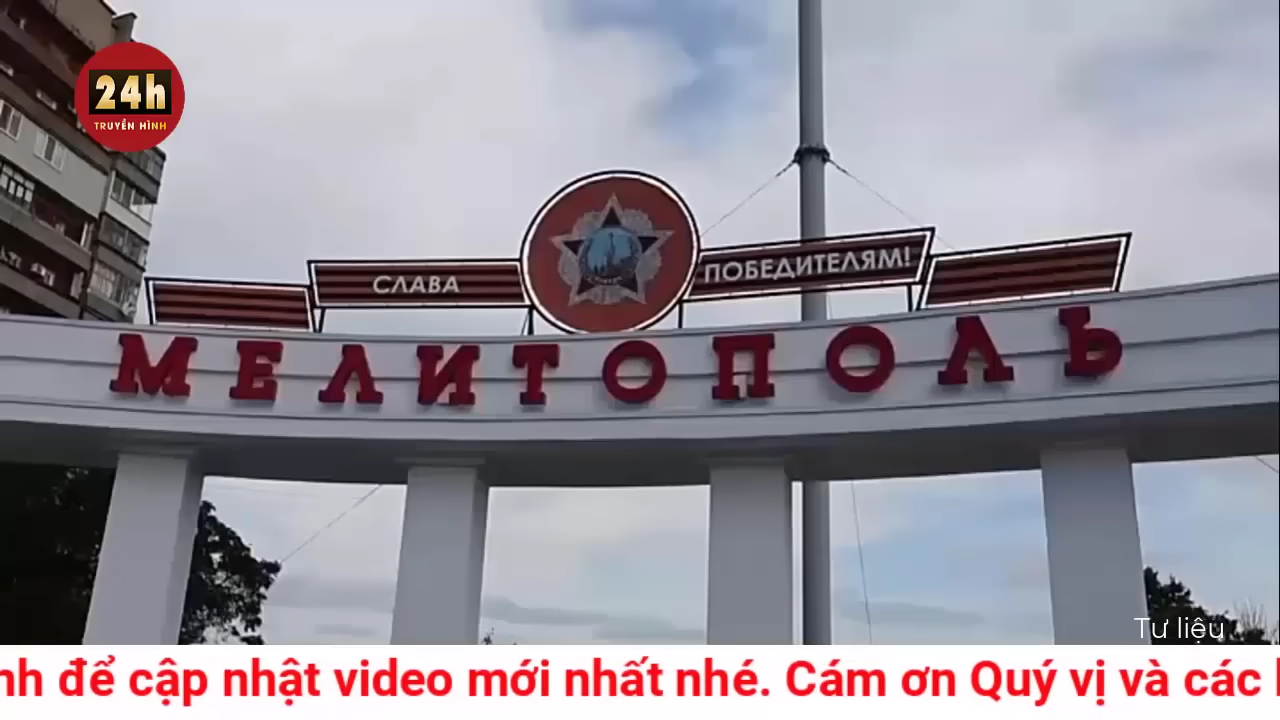 24h
TRUYỀN HÌNH
СЛАВА
ПОБЕДИТЕЛЯМ!
МЕЛИТОПОЛЬ
Tư liệu
nh để cập nhật video mới nhất nhé. Cám ơn Quý vị và các